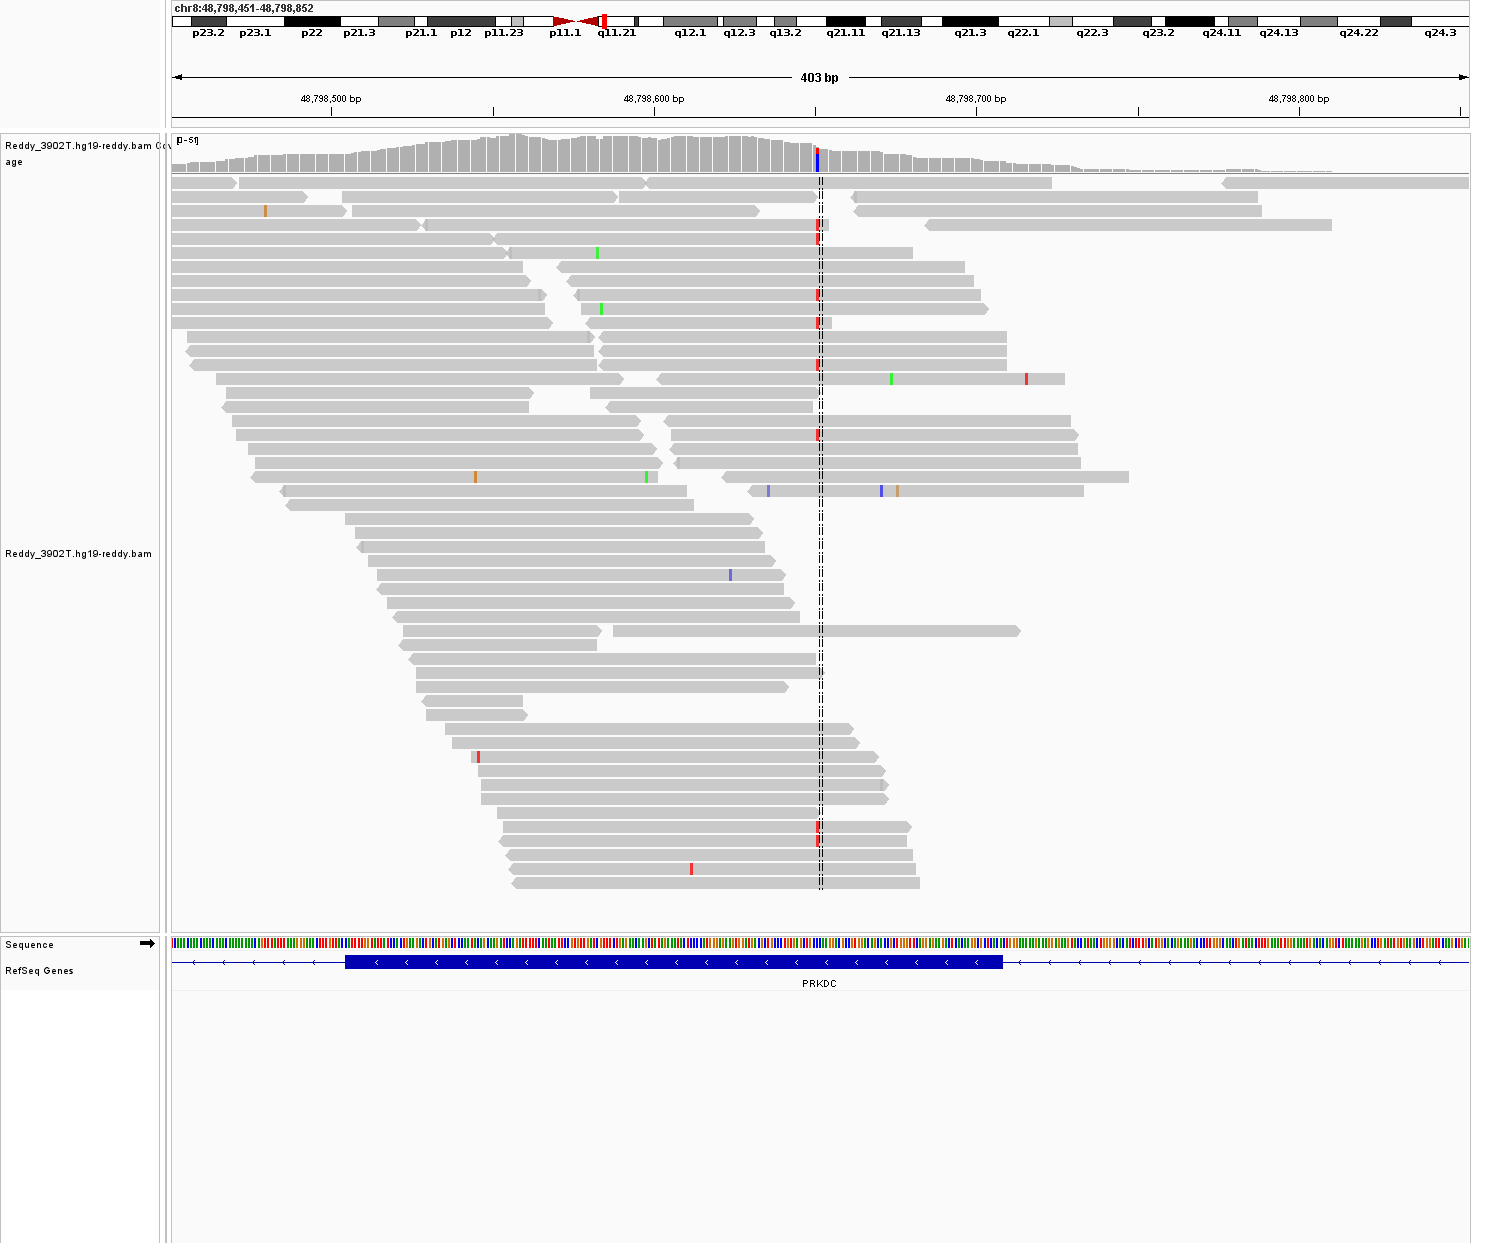 chr8:48,798,451-48,798,852
p23.2 p23.1 p22 p21.3 p21.1 p12 p11.23 p11.1 q11.21 q12.1 q12.3 q13.2 q21.11 q21.13 q21.3 q22.1 q22.3 q23.2 q24.11 q24.13 q24.22 q24.3
403 bp
48,798,500 bp 48,798,600 bp 48,798,700 bp 48,798,800 bp
Reddy_3902T.hg19-reddy.bam Cov
age
[0-51]
Reddy_3902T.hg19-reddy.bam
Sequence
RefSeq Genes
PRKDC